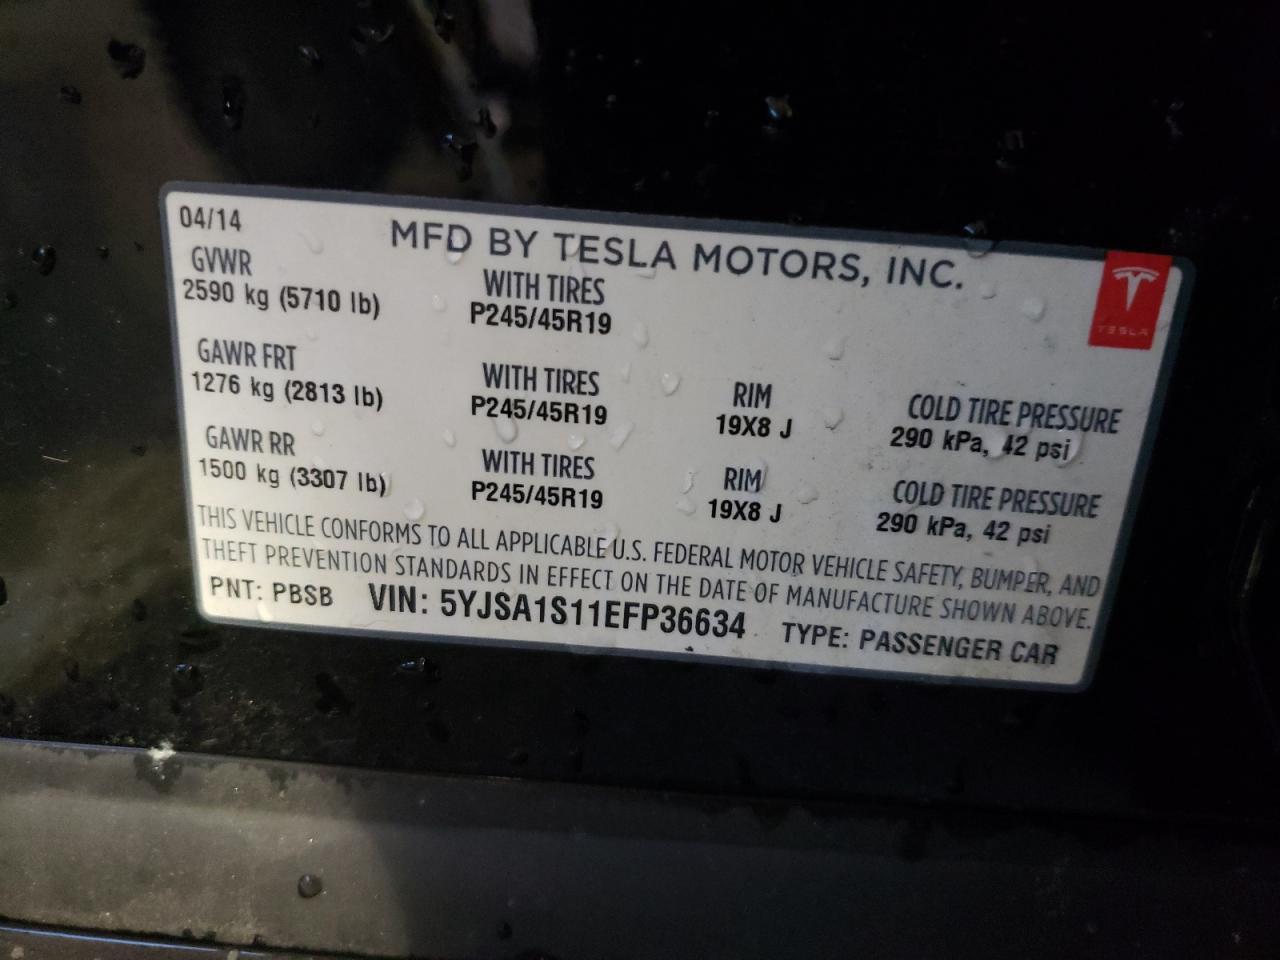 04/14
MFD BY TESLA MOTORS, INC.
GVWR
2590 kg (5710 lb)
WITH TIRES
P245/45R19
TESLA
GAWR FRT
1276 kg (2813 lb)
WITH TIRES
P245/45R19
RIM
19X8 J
COLD TIRE PRESSURE
290 kPa, 42 psi
GAWR RR
1500 kg (3307 lb)
WITH TIRES
P245/45R19
RIM
19X8 J
COLD TIRE PRESSURE
290 kPa, 42 psi
THIS VEHICLE CONFORMS TO ALL APPLICABLE U.S. FEDERAL MOTOR VEHICLE SAFETY, BUMPER, AND
THEFT PREVENTION STANDARDS IN EFFECT ON THE DATE OF MANUFACTURE SHOWN ABOVE.
PNT: PBSB VIN: 5YJSA1S11EFP36634 TYPE: PASSENGER CAR